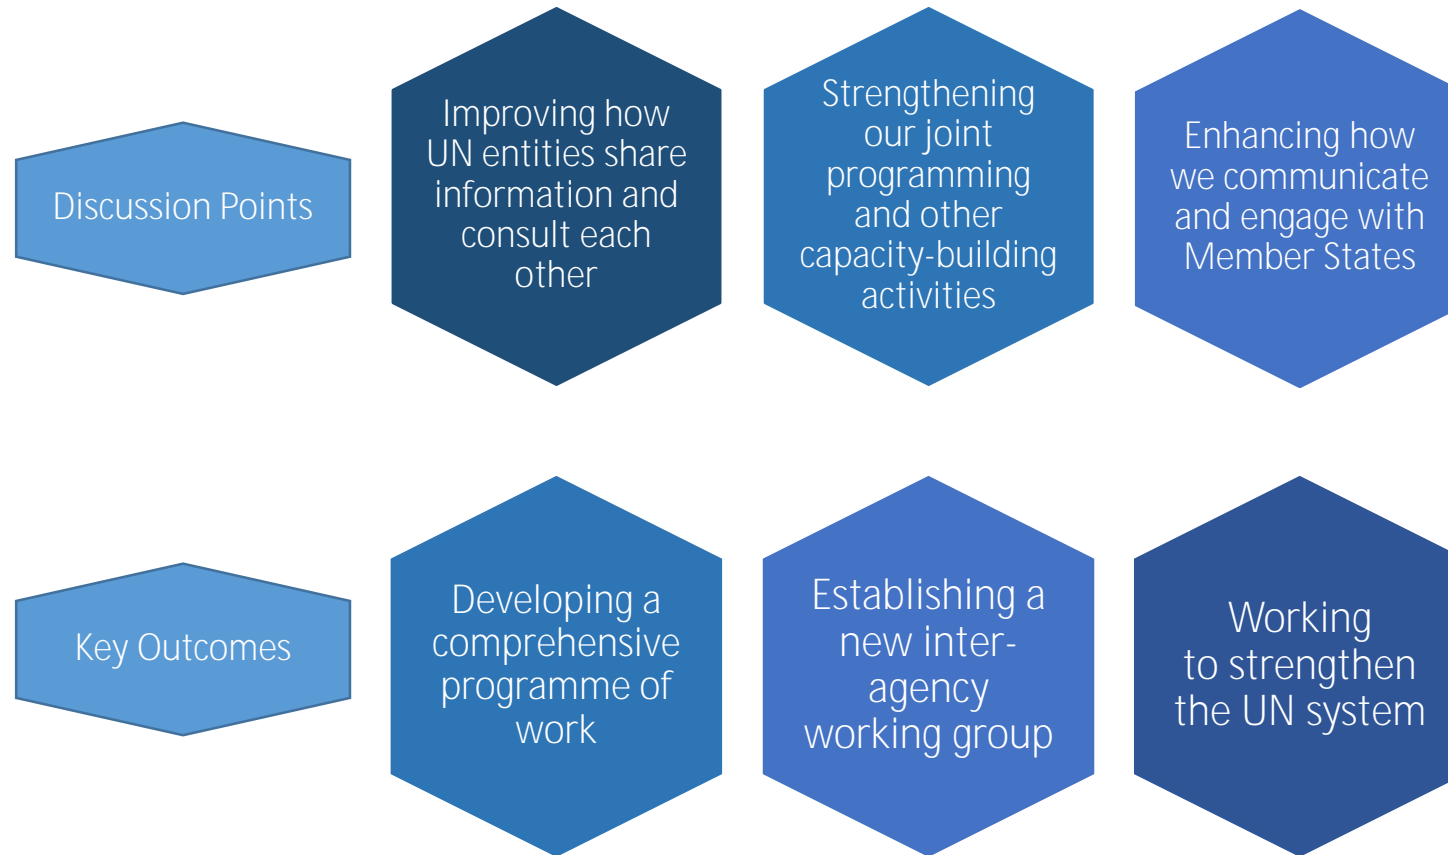 Discussion Points
Improving how
UN entities share
information and
consult each
other
Strengthening
our joint
programming
and other
capacity-building
activities
Enhancing how
we communicate
and engage with
Member States
Key Outcomes
Developing a
comprehensive
programme of
work
Establishing a
new inter-
agency
working group
Working
to strengthen
the UN system